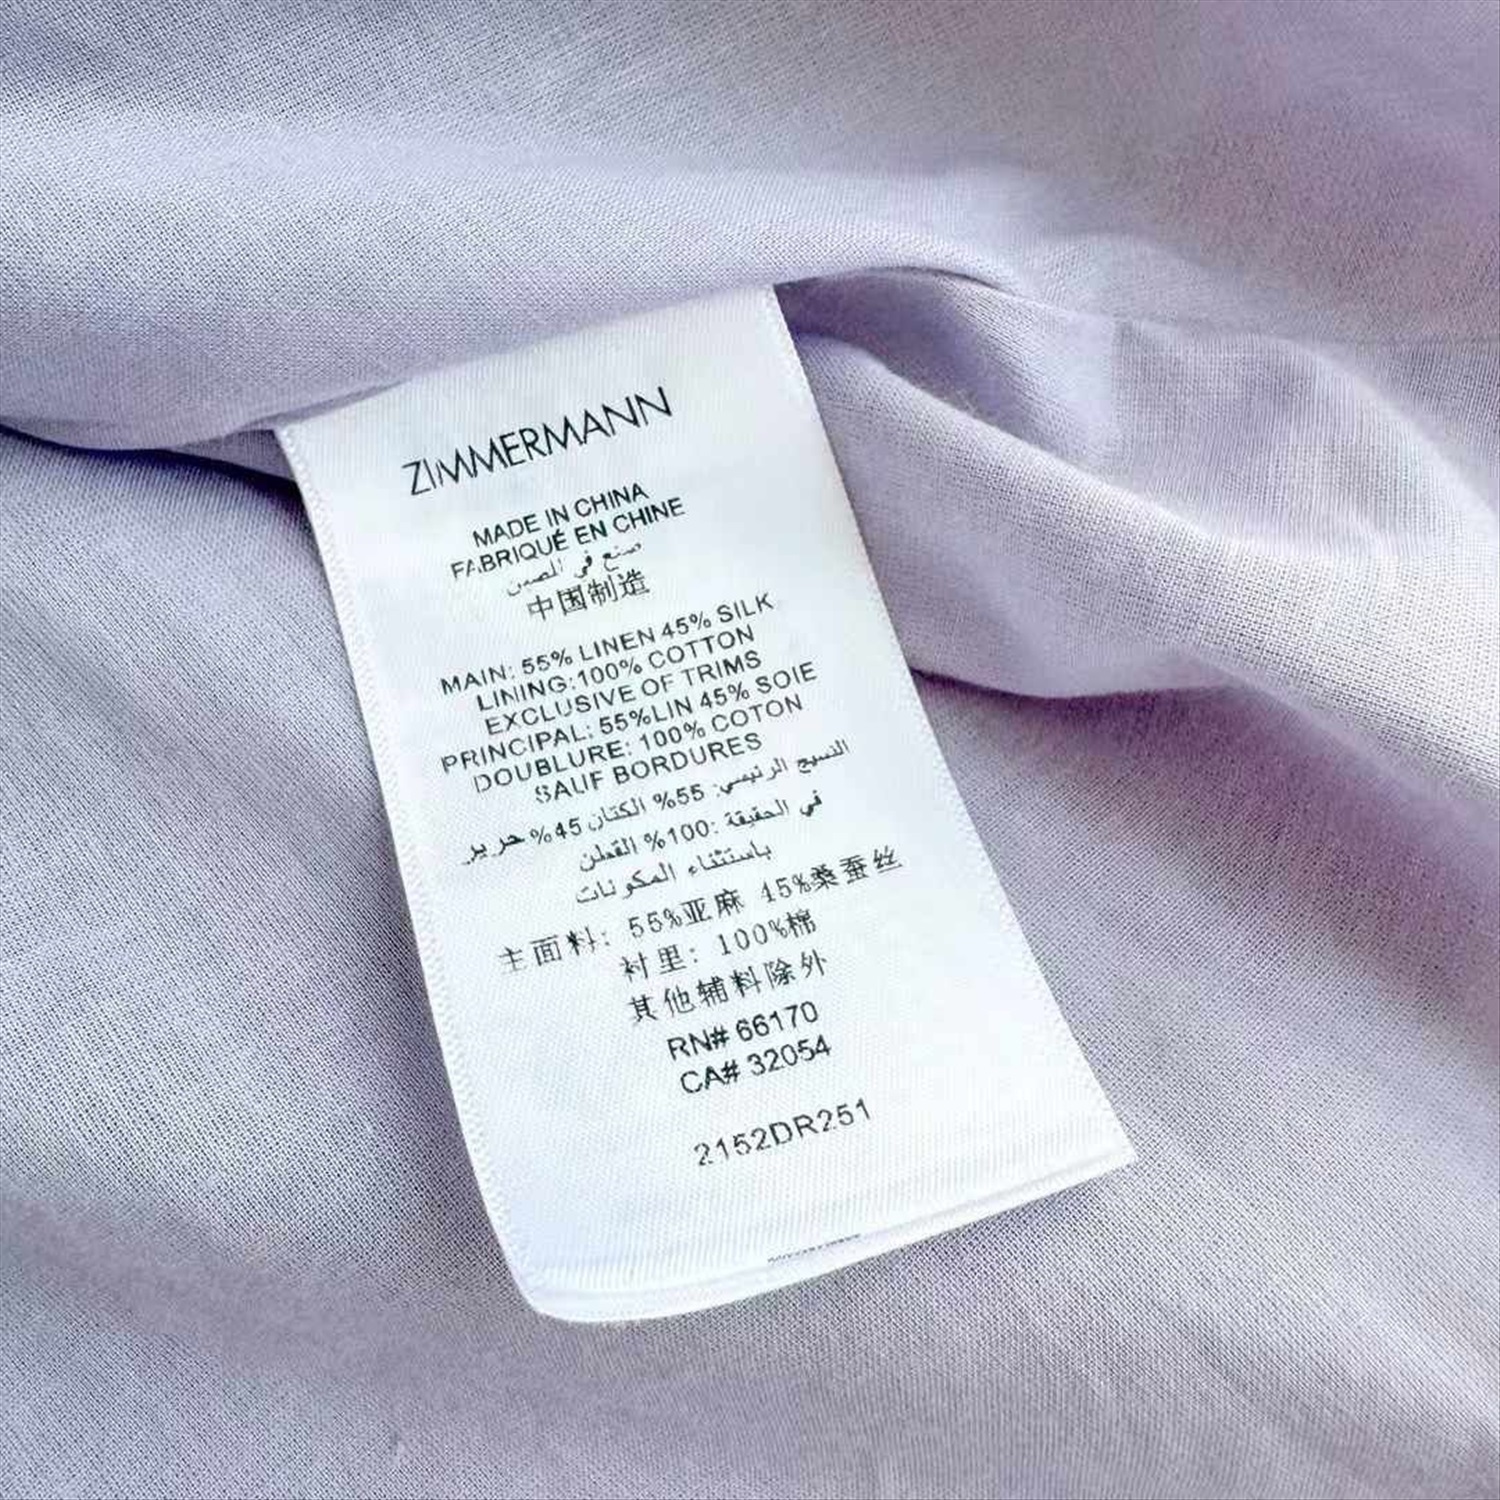 ZIMMERMANN
MADE IN CHINA
FABRIQUÉ EN CHINE
صنع في الصين
中国制造
MAIN: 55% LINEN 45% SILK
LINING:100% COTTON
EXCLUSIVE OF TRIMS
PRINCIPAL: 55%LIN 45% SOIE
DOUBLURE: 100% COTON
SAUF BORDURES
النسيج الرئيسي: 55% الكتان 45% حرير
في الحقيقة :100% القطن
باستثناء المكونات
主面料: 55%亚麻 45%桑蚕丝
衬里: 100%棉
其他辅料除外
RN# 66170
CA# 32054
2152DR251